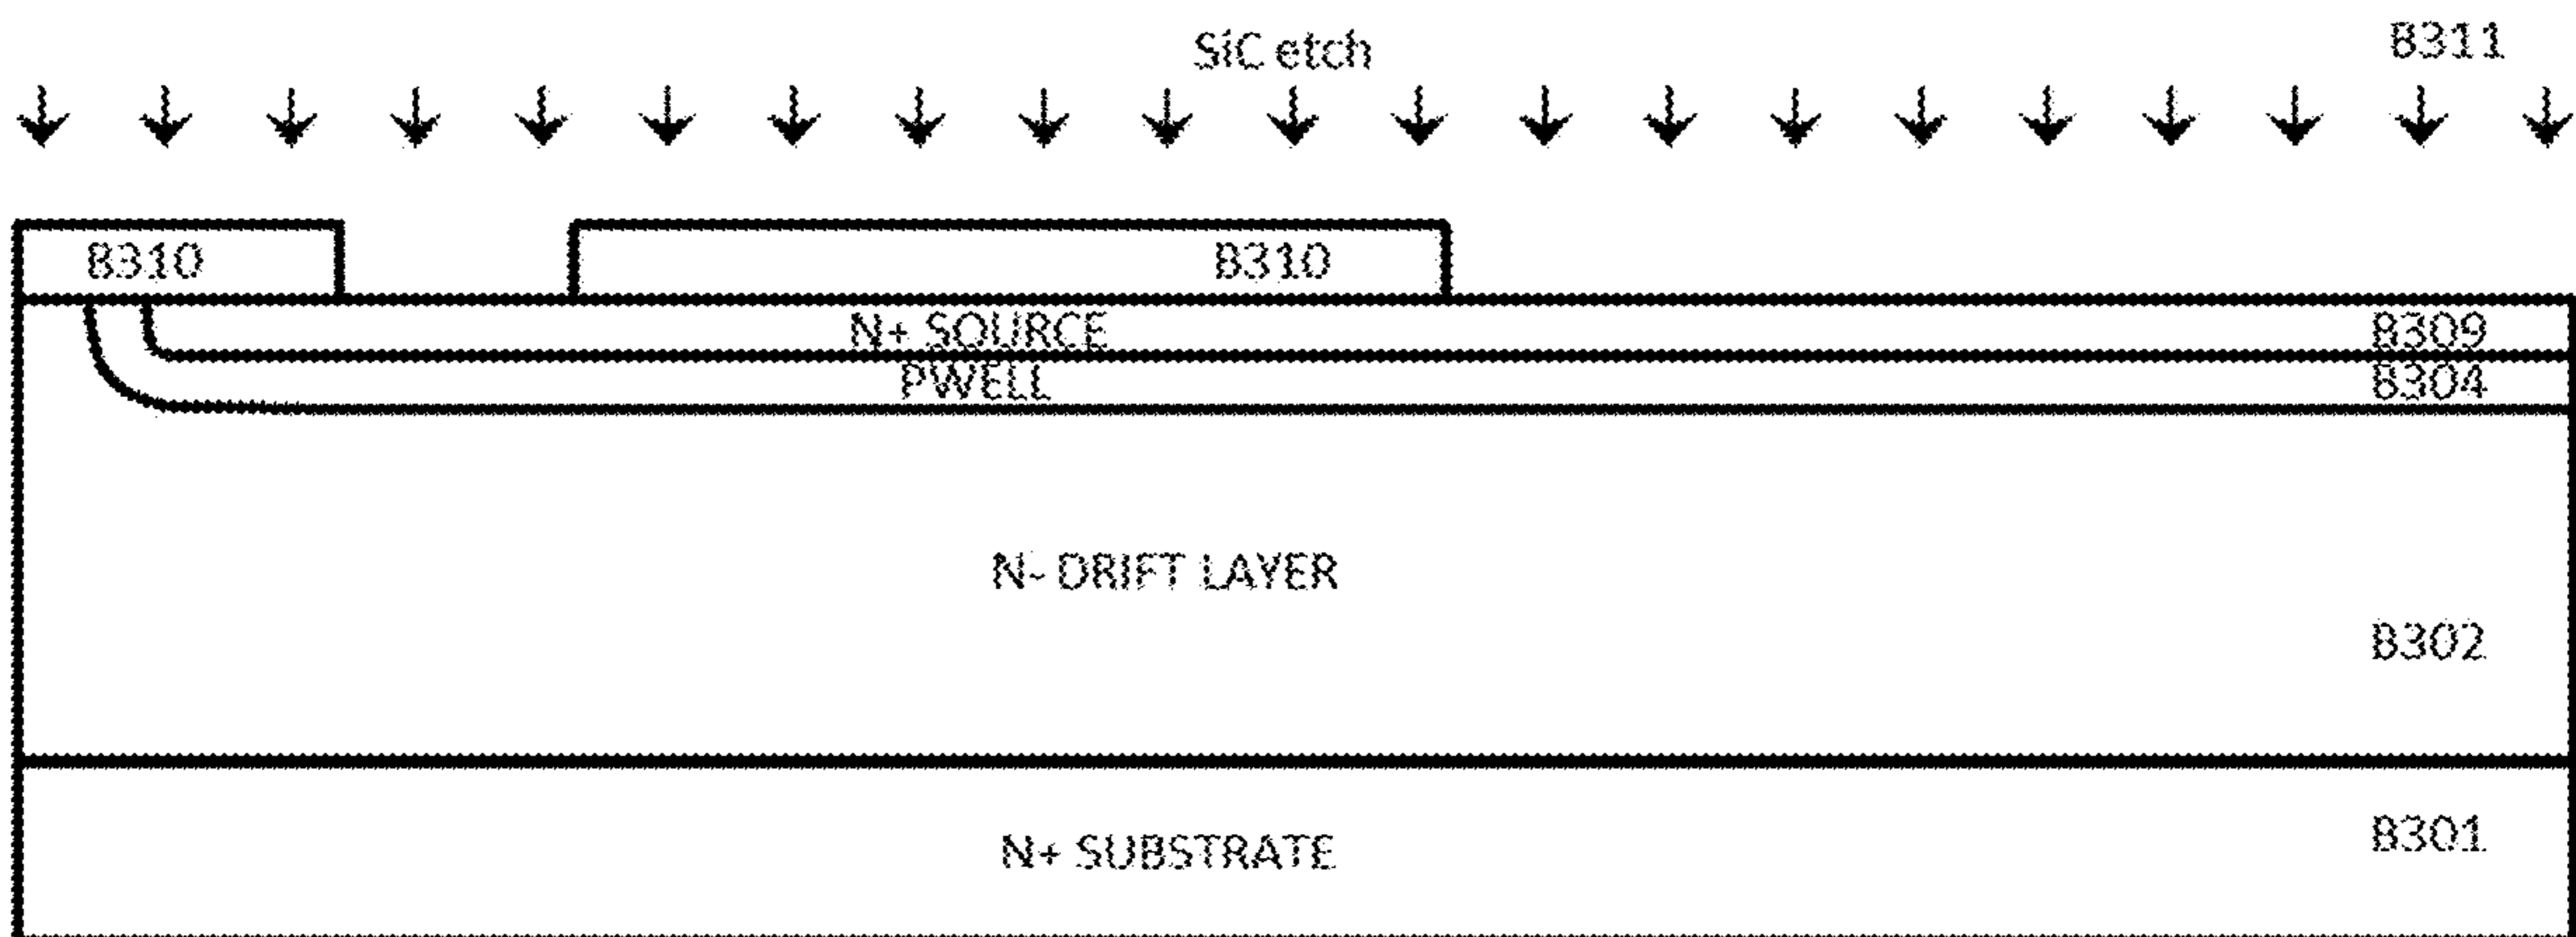 SiC etch B311
B310 B310
N+ SOURCE B309
PWELL B304
N- DRIFT LAYER
B302
N+ SUBSTRATE B301